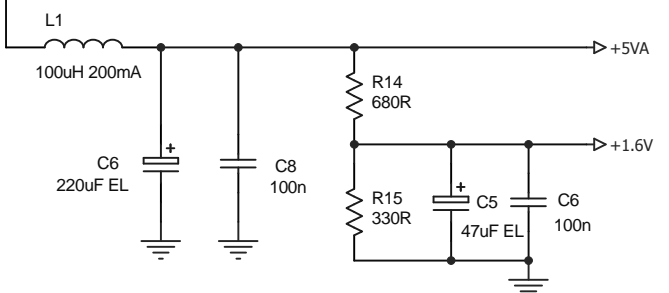 L1
100uH 200mA
+5VA
R14
680R
+1.6V
+
C6
220uF EL
C8
100n
R15
330R
+
C5
47uF EL
C6
100n